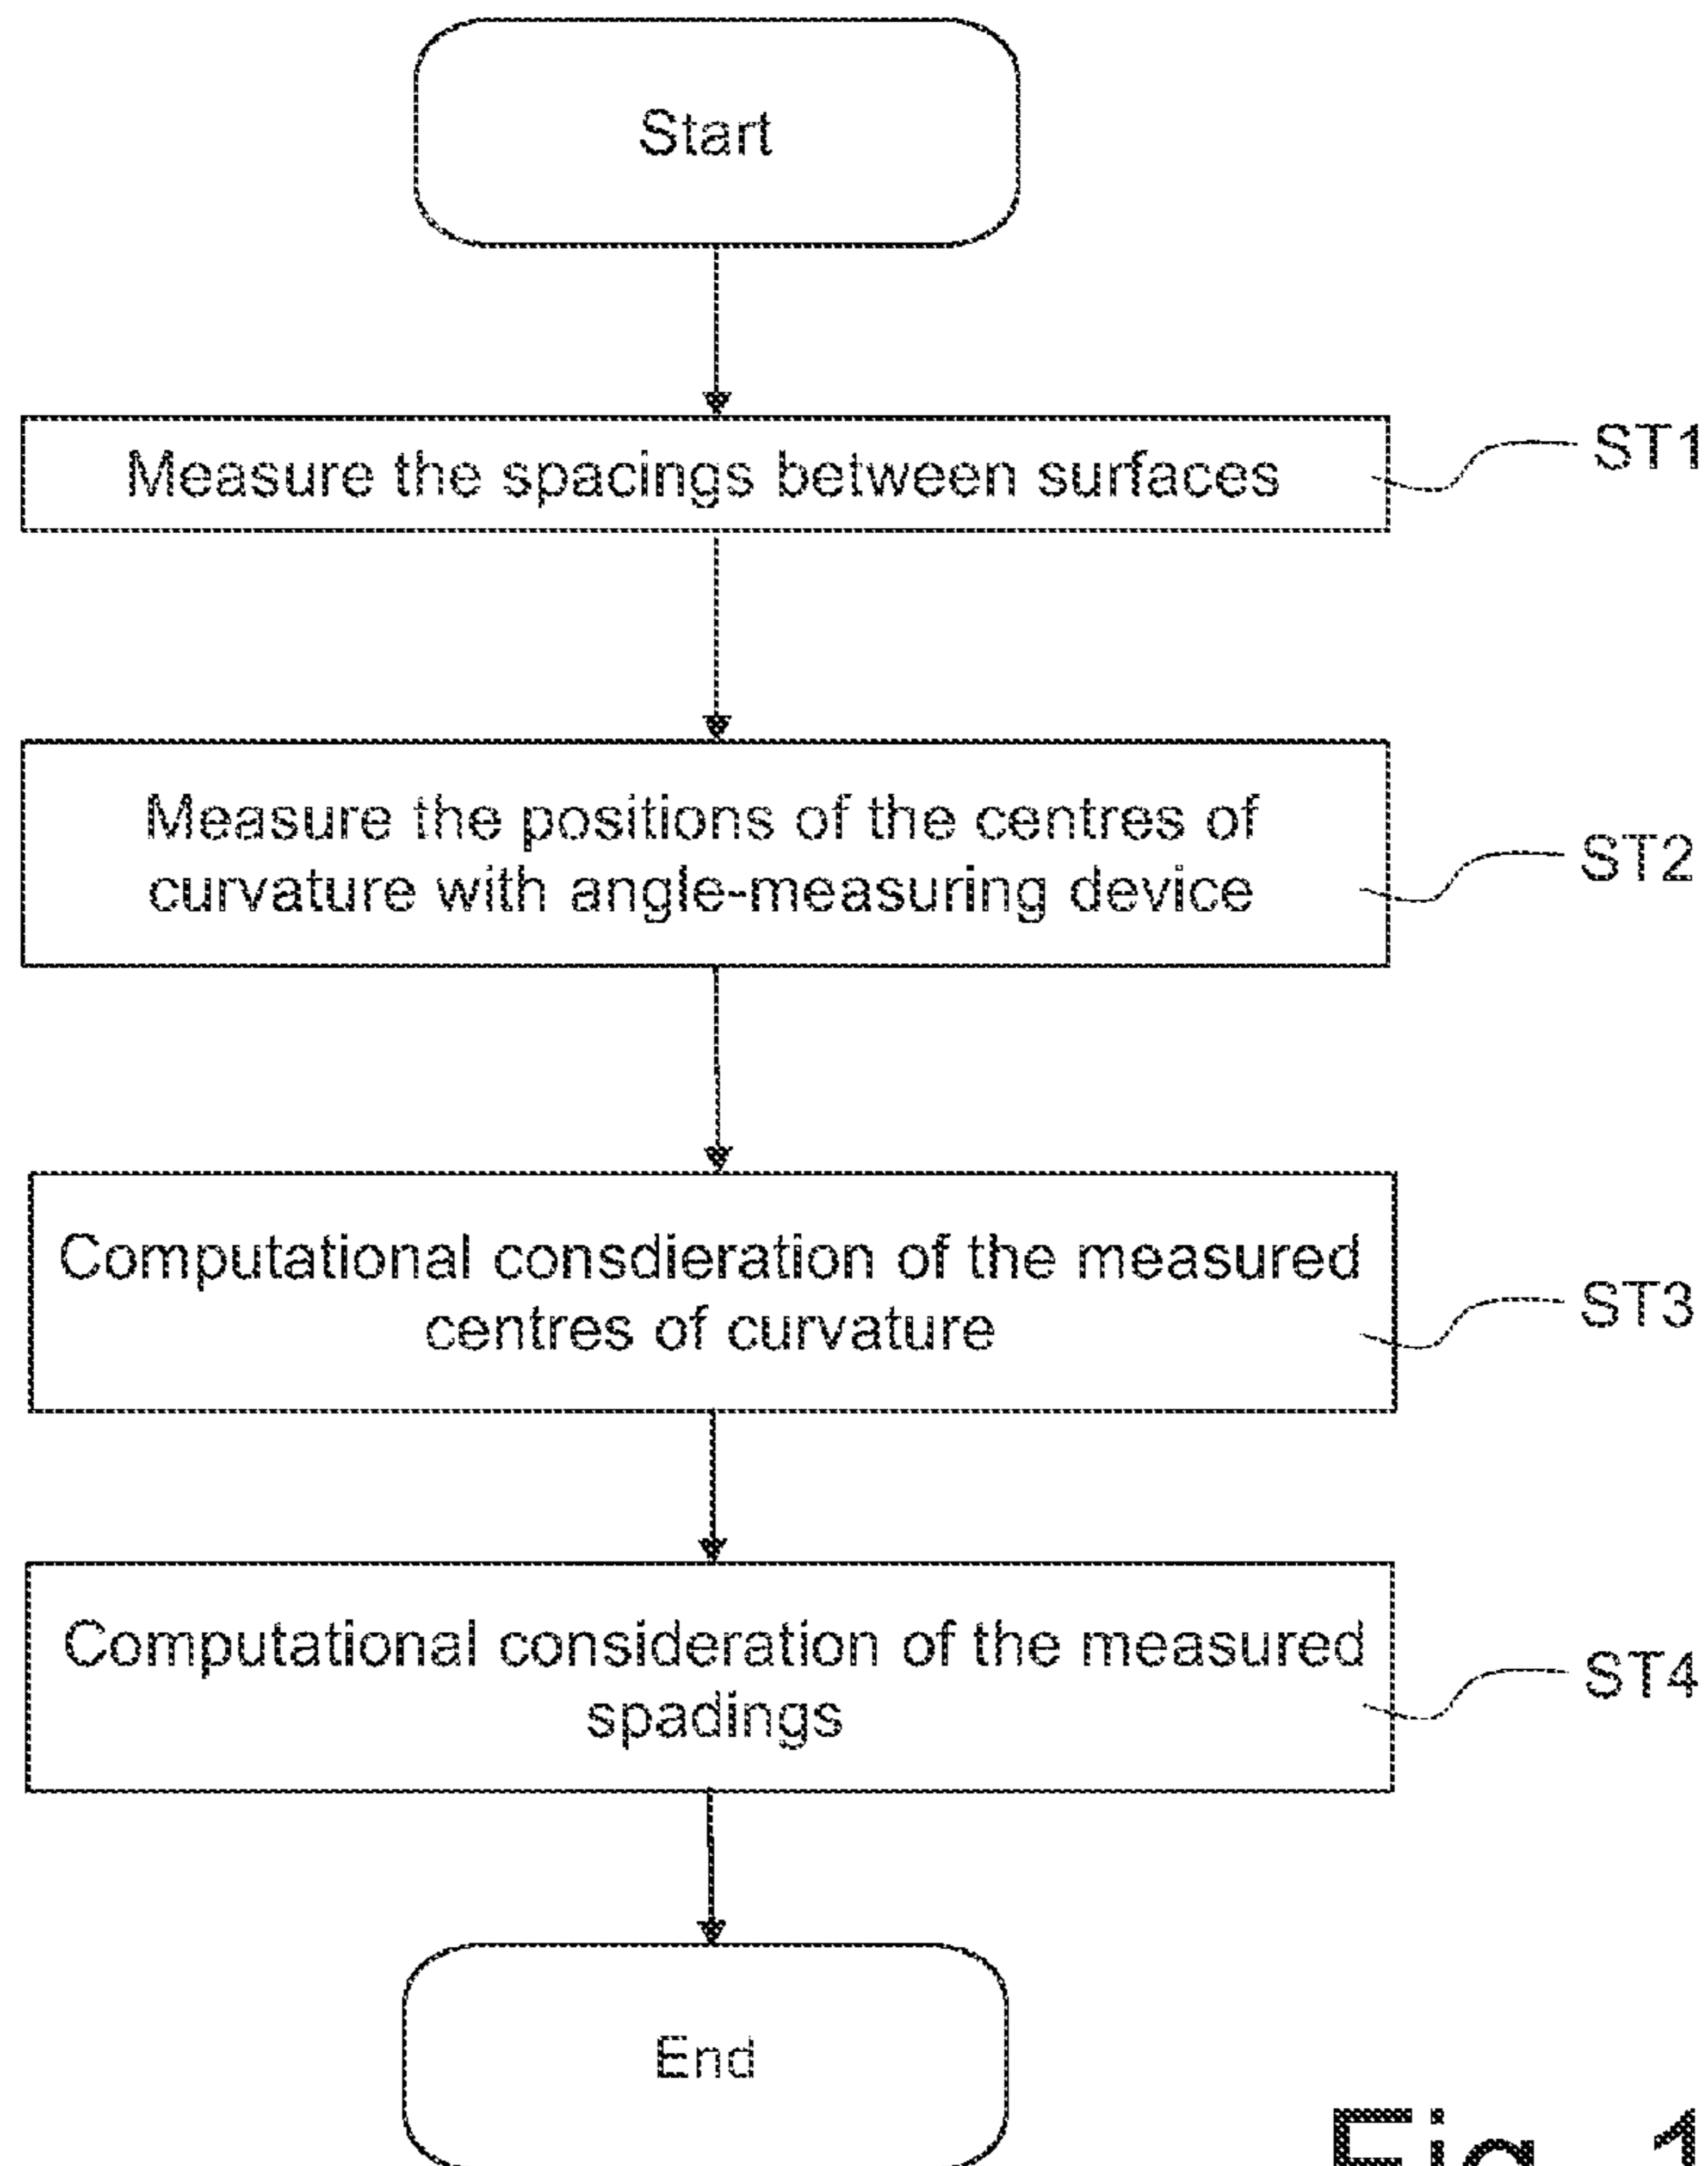 Start
Measure the spacings between surfaces
ST1
Measure the positions of the centres of
curvature with angle-measuring device
ST2
Computational consdieration of the measured
centres of curvature
ST3
Computational consideration of the measured
spadings
ST4
End
Fig. 1